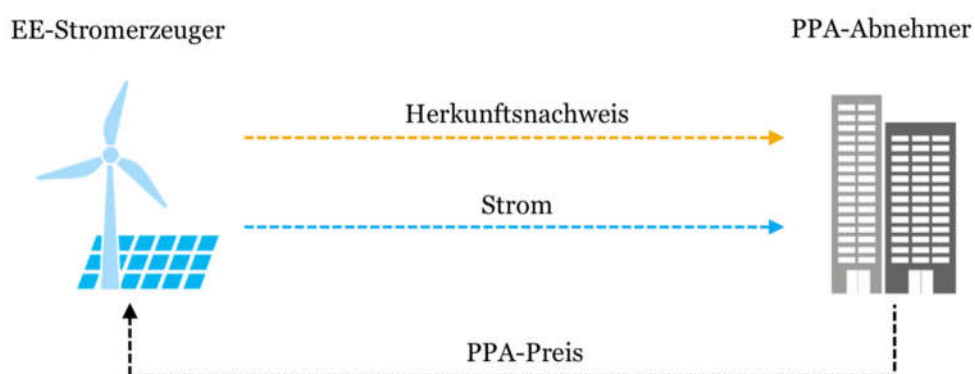 EE-Stromerzeuger
PPA-Abnehmer
Herkunftsnachweis
Strom
PPA-Preis